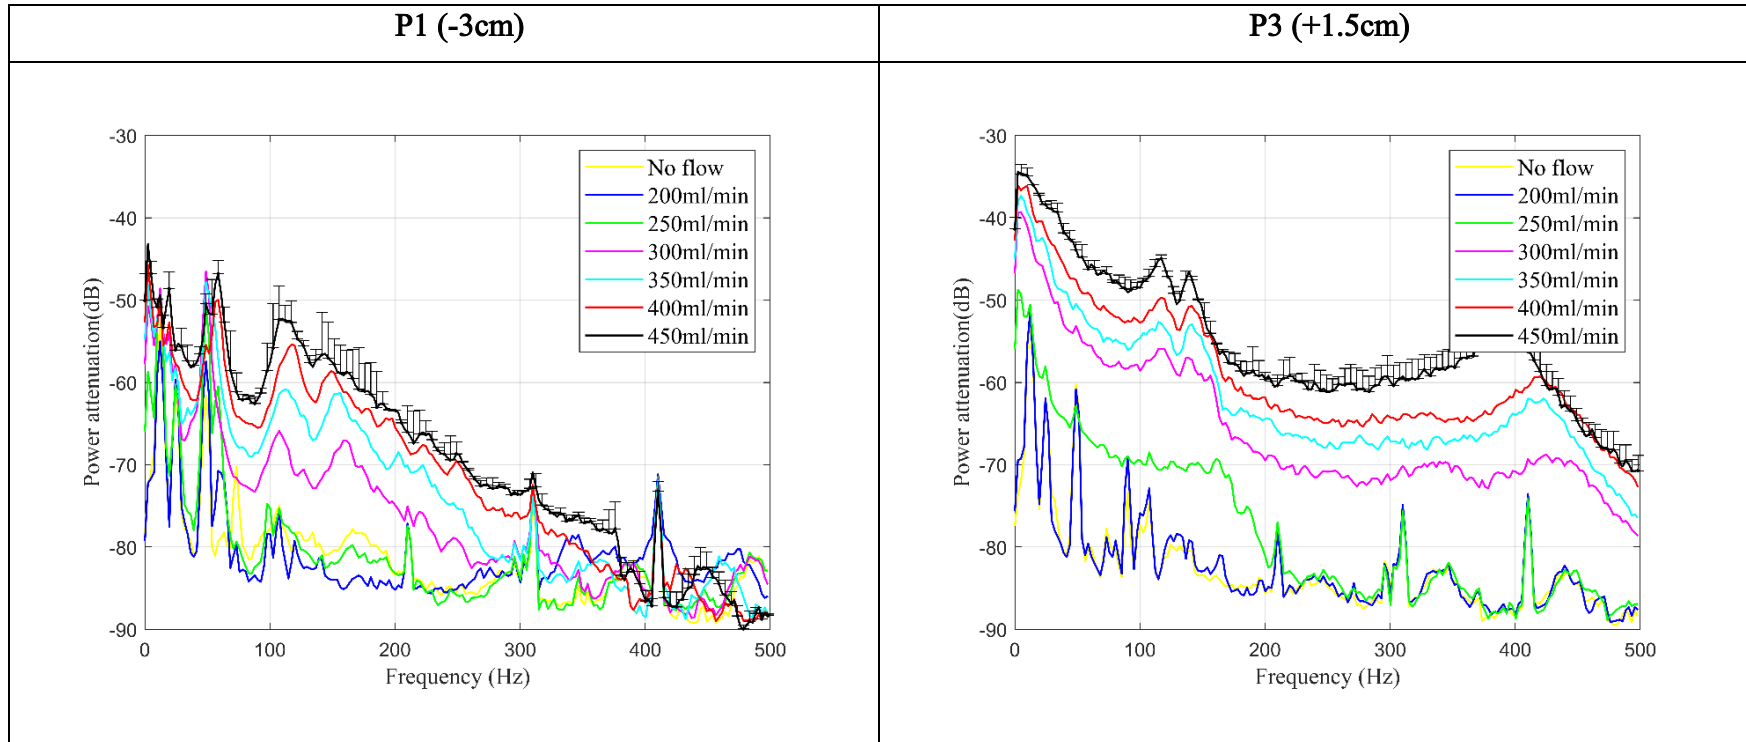 P1 (-3cm)
P3 (+1.5cm)
-30
-40
-50
-60
-70
-80
-90
Power attenuation(dB)
0 100 200 300 400 500
Frequency (Hz)
No flow
200ml/min
250ml/min
300ml/min
350ml/min
400ml/min
450ml/min
-30
-40
-50
-60
-70
-80
-90
Power attenuation(dB)
0 100 200 300 400 500
Frequency (Hz)
No flow
200ml/min
250ml/min
300ml/min
350ml/min
400ml/min
450ml/min